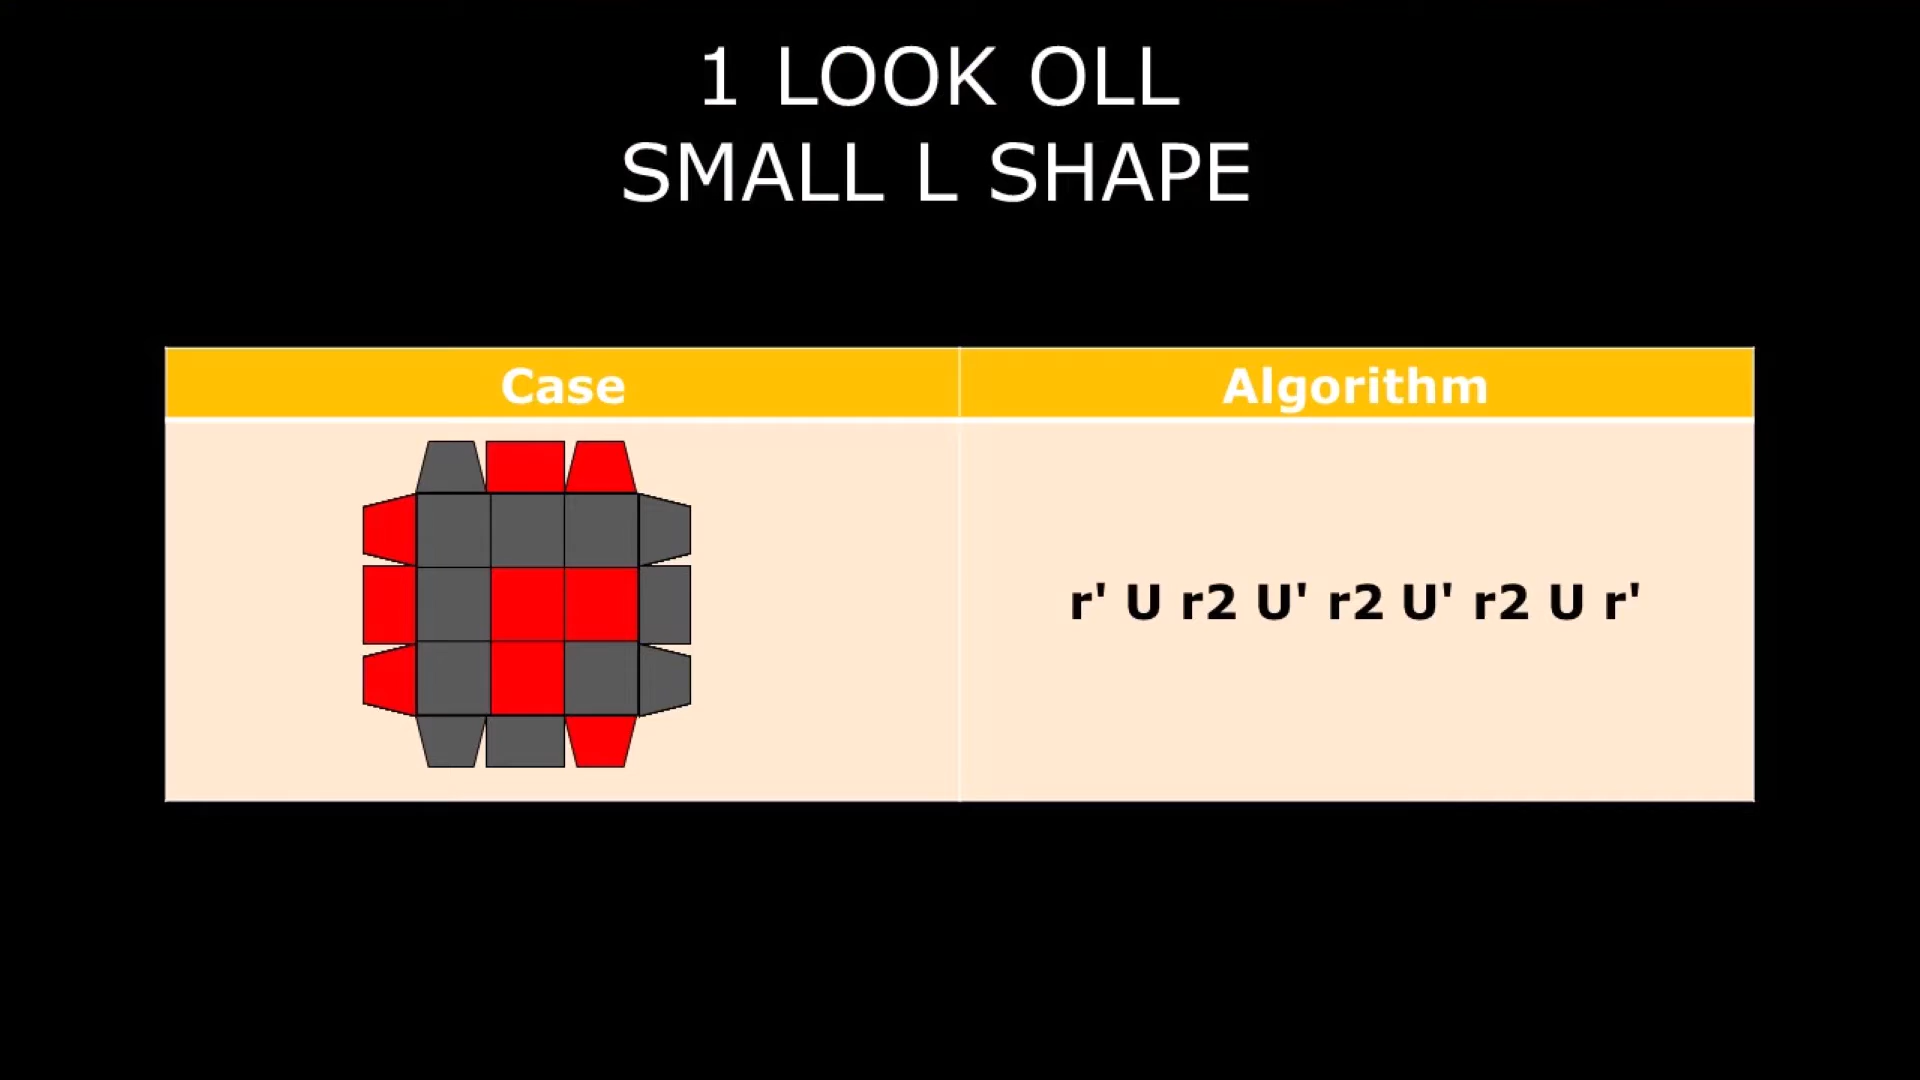 1 LOOK OLL
SMALL L SHAPE
Case
Algorithm
r' U r2 U' r2 U' r2 U r'